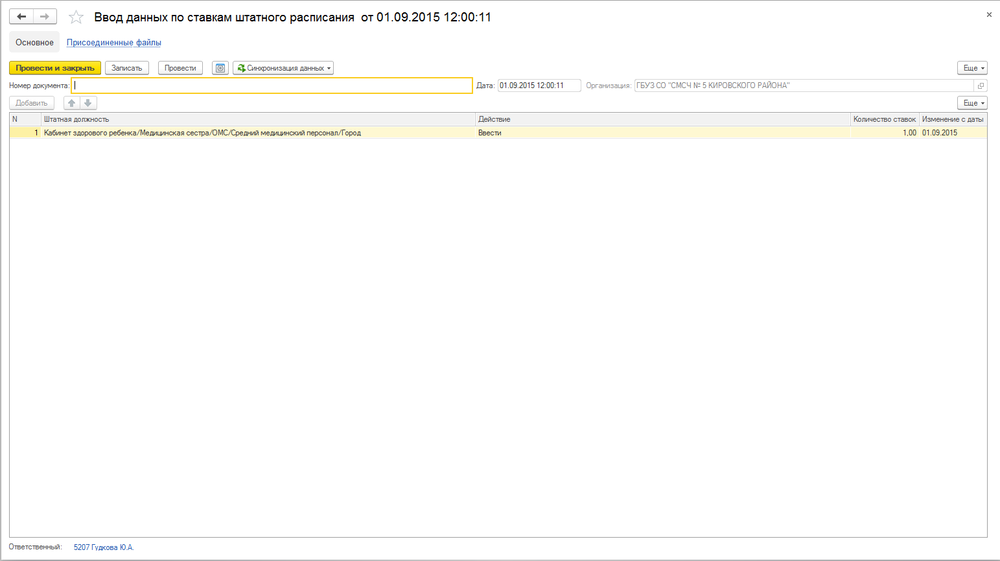 Ввод данных по ставкам штатного расписания от 01.09.2015 12:00:11
Основное Присоединенные файлы
Провести и закрыть Записать Провести Синхронизация данных Еще
Номер документа: Дата: 01.09.2015 12:00:11 Организация: ГБУЗ СО "СМСЧ № 5 КИРОВСКОГО РАЙОНА"
Добавить Еще
N Штатная должность Действие Количество ставок Изменение с даты
1 Кабинет здорового ребенка/Медицинская сестра/ОМС/Средний медицинский персонал/Город Ввести 1,00 01.09.2015
Ответственный: 5207 Гудкова Ю.А.